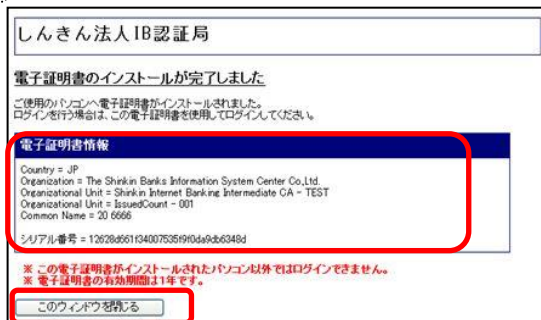 しんきん法人IB認証局
電子証明書のインストールが完了しました
ご使用のパソコンへ電子証明書がインストールされました。
ログインを行う場合は、この電子証明書を使用してログインしてください。
電子証明書情報
Country = JP
Organization = The Shinkin Banks Information System Center Co.,Ltd.
Organizational Unit = Shinkin Internet Banking Intermediate CA - TEST
Organizational Unit = IssuedCount - 001
Common Name = 20 6666
シリアル番号 =
※ この電子証明書がインストールされたパソコン以外ではログインできません。
※ 電子証明書の有効期間は1年です。
このウィンドウを閉じる